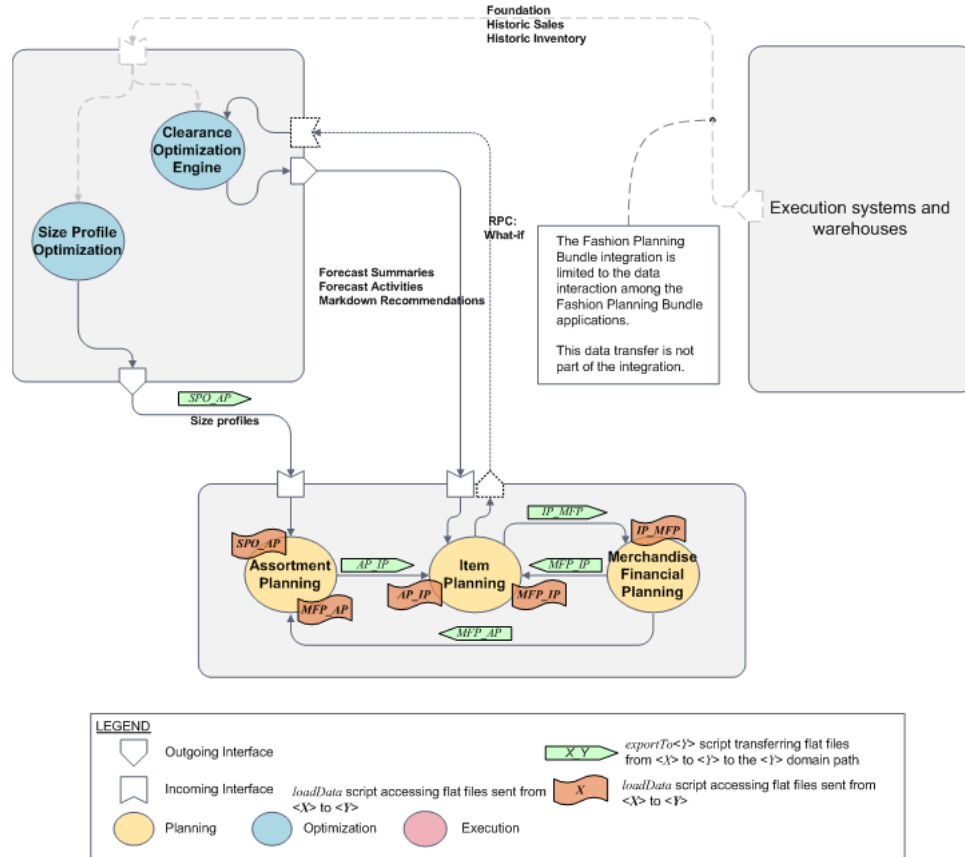 Foundation
Historic Sales
Historic Inventory
Clearance
Optimization
Engine
Size Profile
Optimization
Execution systems and
warehouses
RPC:
What-if
The Fashion Planning
Bundle integration is
limited to the data
interaction among the
Fashion Planning Bundle
applications.
This data transfer is not
part of the integration.
Forecast Summaries
Forecast Activities
Markdown Recommendations
SPO_AP
Size profiles
IP_MFP
IP_MFP
SPO_AP
Assortment
Planning
AP_IP
Item
Planning
MFP_IP
Merchandise
Financial
Planning
MFP_AP
AP_IP
MFP_IP
MFP_AP
LEGEND
Outgoing Interface
X_Y
exportTo<Y> script transferring flat files
from <X> to <Y> to the <Y> domain path
Incoming Interface
loadData script accessing flat files sent from
<X> to <Y>
X
loadData script accessing flat files sent from
<X> to <Y>
Planning
Optimization
Execution